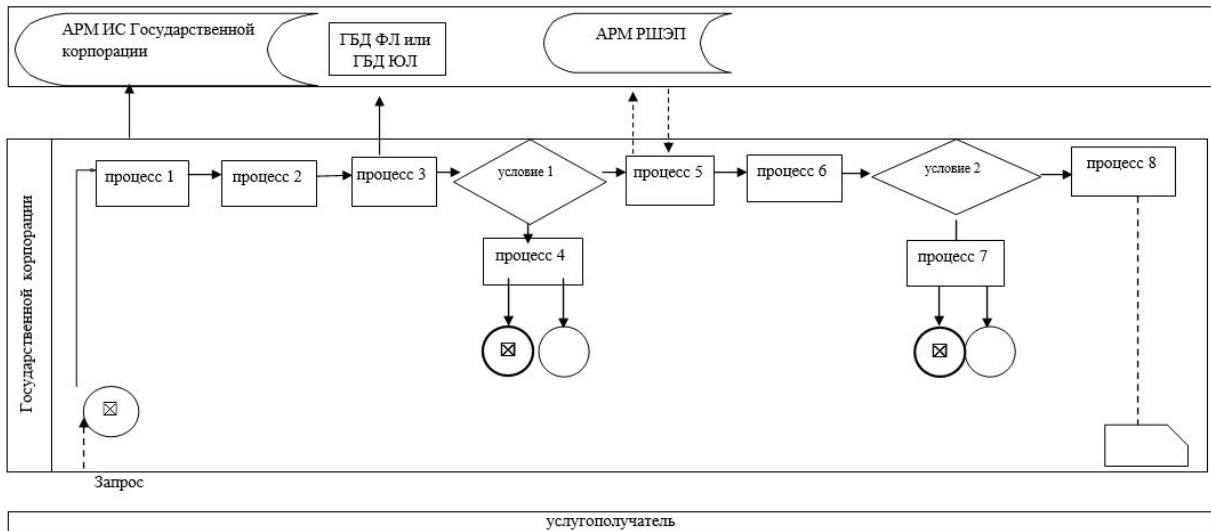 АРМ ИС Государственной
корпорации
ГБД ФЛ или
ГБД ЮЛ
АРМ РШЭП
Государственной корпорации
процесс 1
процесс 2
процесс 3
условие 1
процесс 5
процесс 6
условие 2
процесс 8
процесс 4
процесс 7
Запрос
услугополучатель